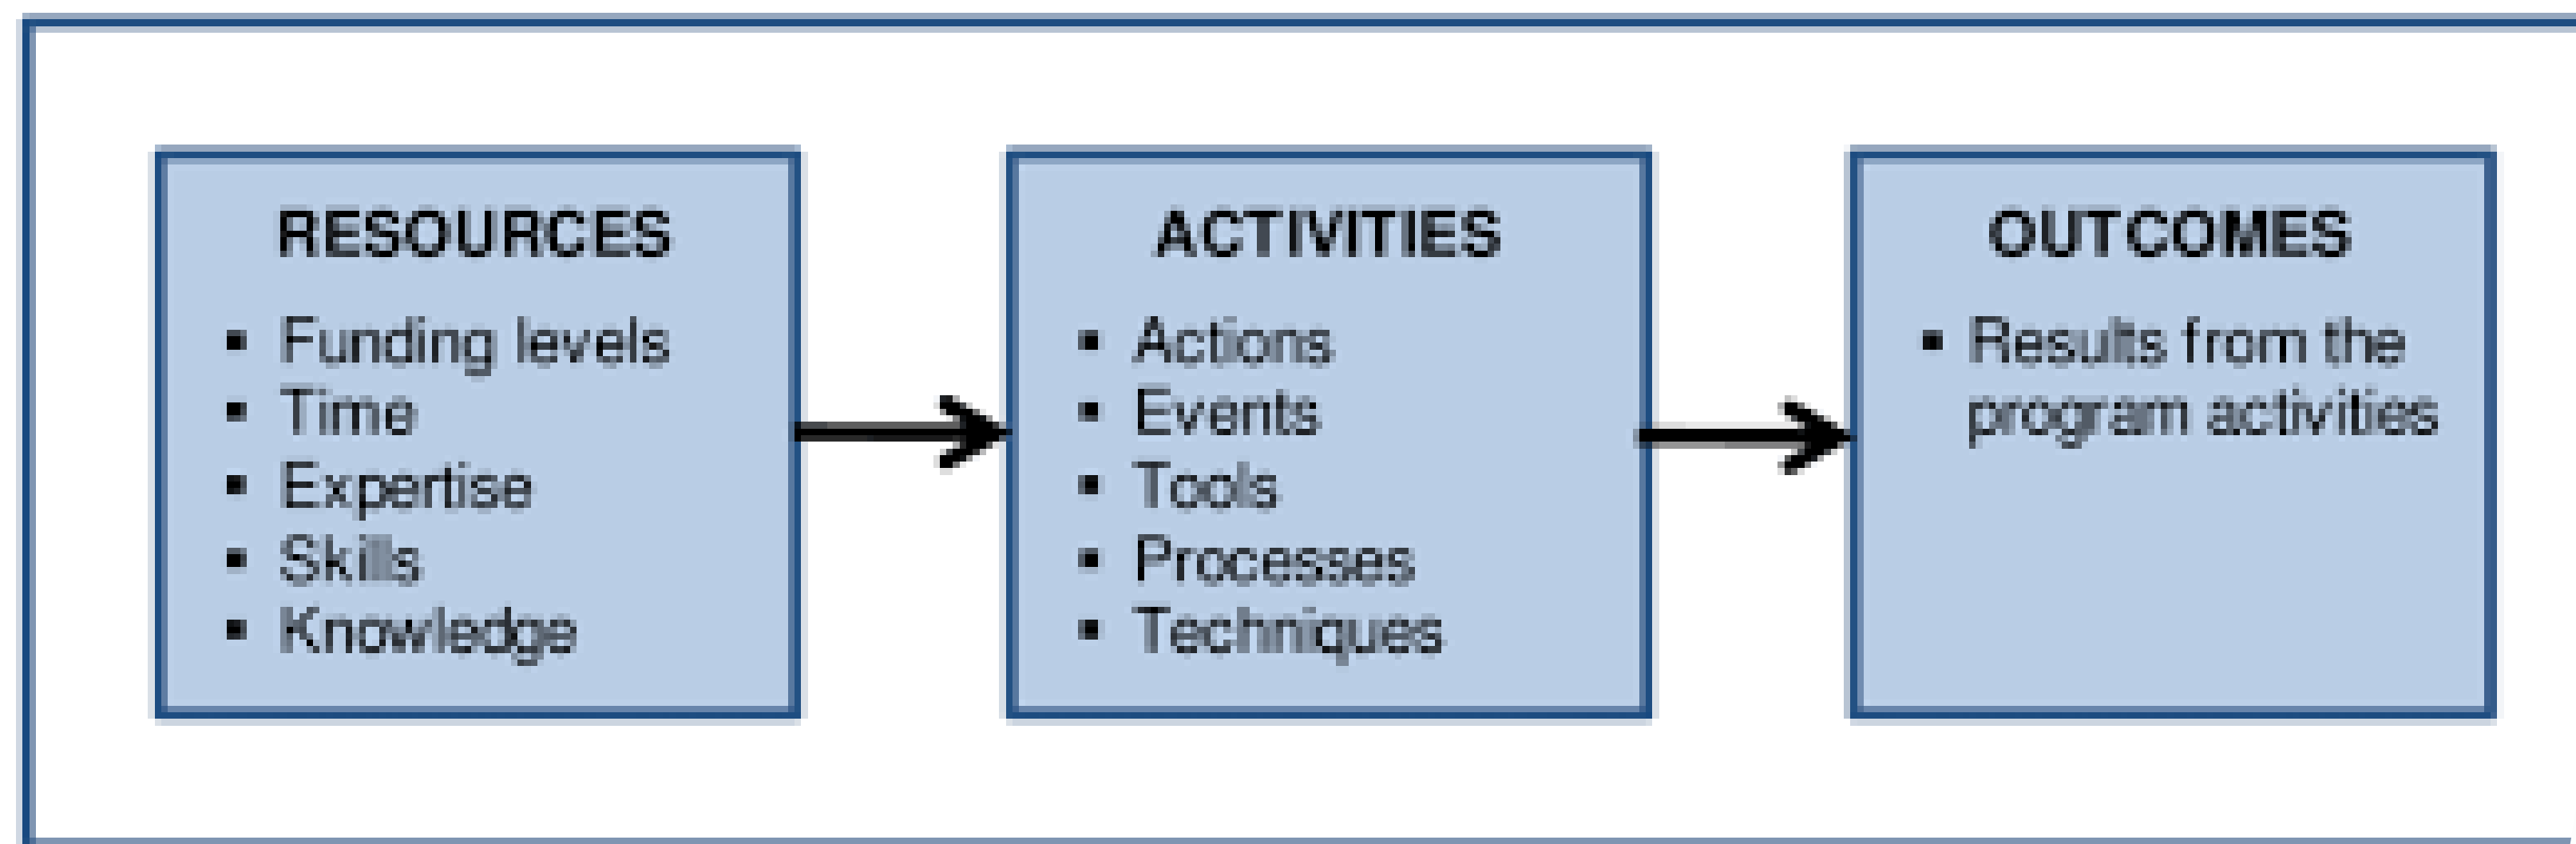 RESOURCES
▪ Funding levels
▪ Time
▪ Expertise
▪ Skills
▪ Knowledge
ACTIVITIES
▪ Actions
▪ Events
▪ Tools
▪ Processes
▪ Techniques
OUTCOMES
▪ Results from the
program activities